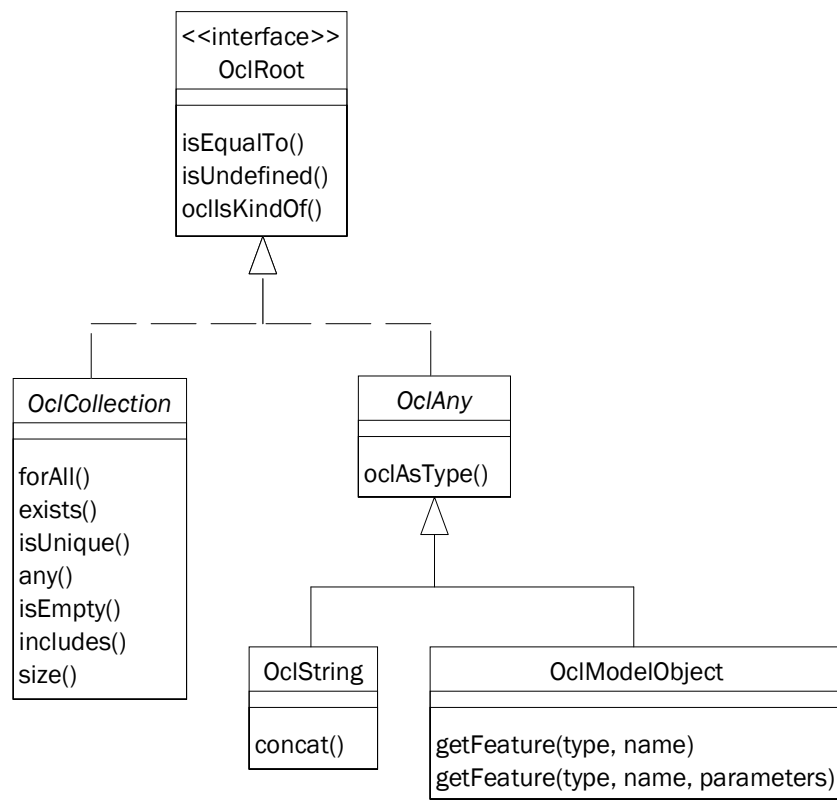 <<interface>>
OclRoot
isEqualTo()
isUndefined()
oclIsKindOf()
OclCollection
forAll()
exists()
isUnique()
any()
isEmpty()
includes()
size()
OclAny
oclAsType()
OclString
concat()
OclModelObject
getFeature(type, name)
getFeature(type, name, parameters)